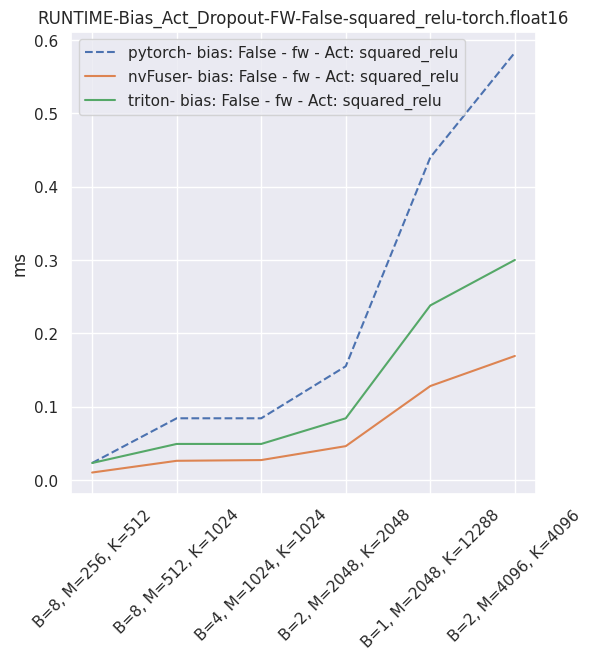 RUNTIME-Bias_Act_Dropout-FW-False-squared_relu-torch.float16
pytorch- bias: False - fw - Act: squared_relu
nvFuser- bias: False - fw - Act: squared_relu
triton- bias: False - fw - Act: squared_relu
0.6
0.5
0.4
0.3
0.2
0.1
0.0
ms
B=8, M=256, K=512
B=8, M=512, K=1024
B=4, M=1024, K=1024
B=2, M=2048, K=2048
B=1, M=2048, K=12288
B=2, M=4096, K=4096